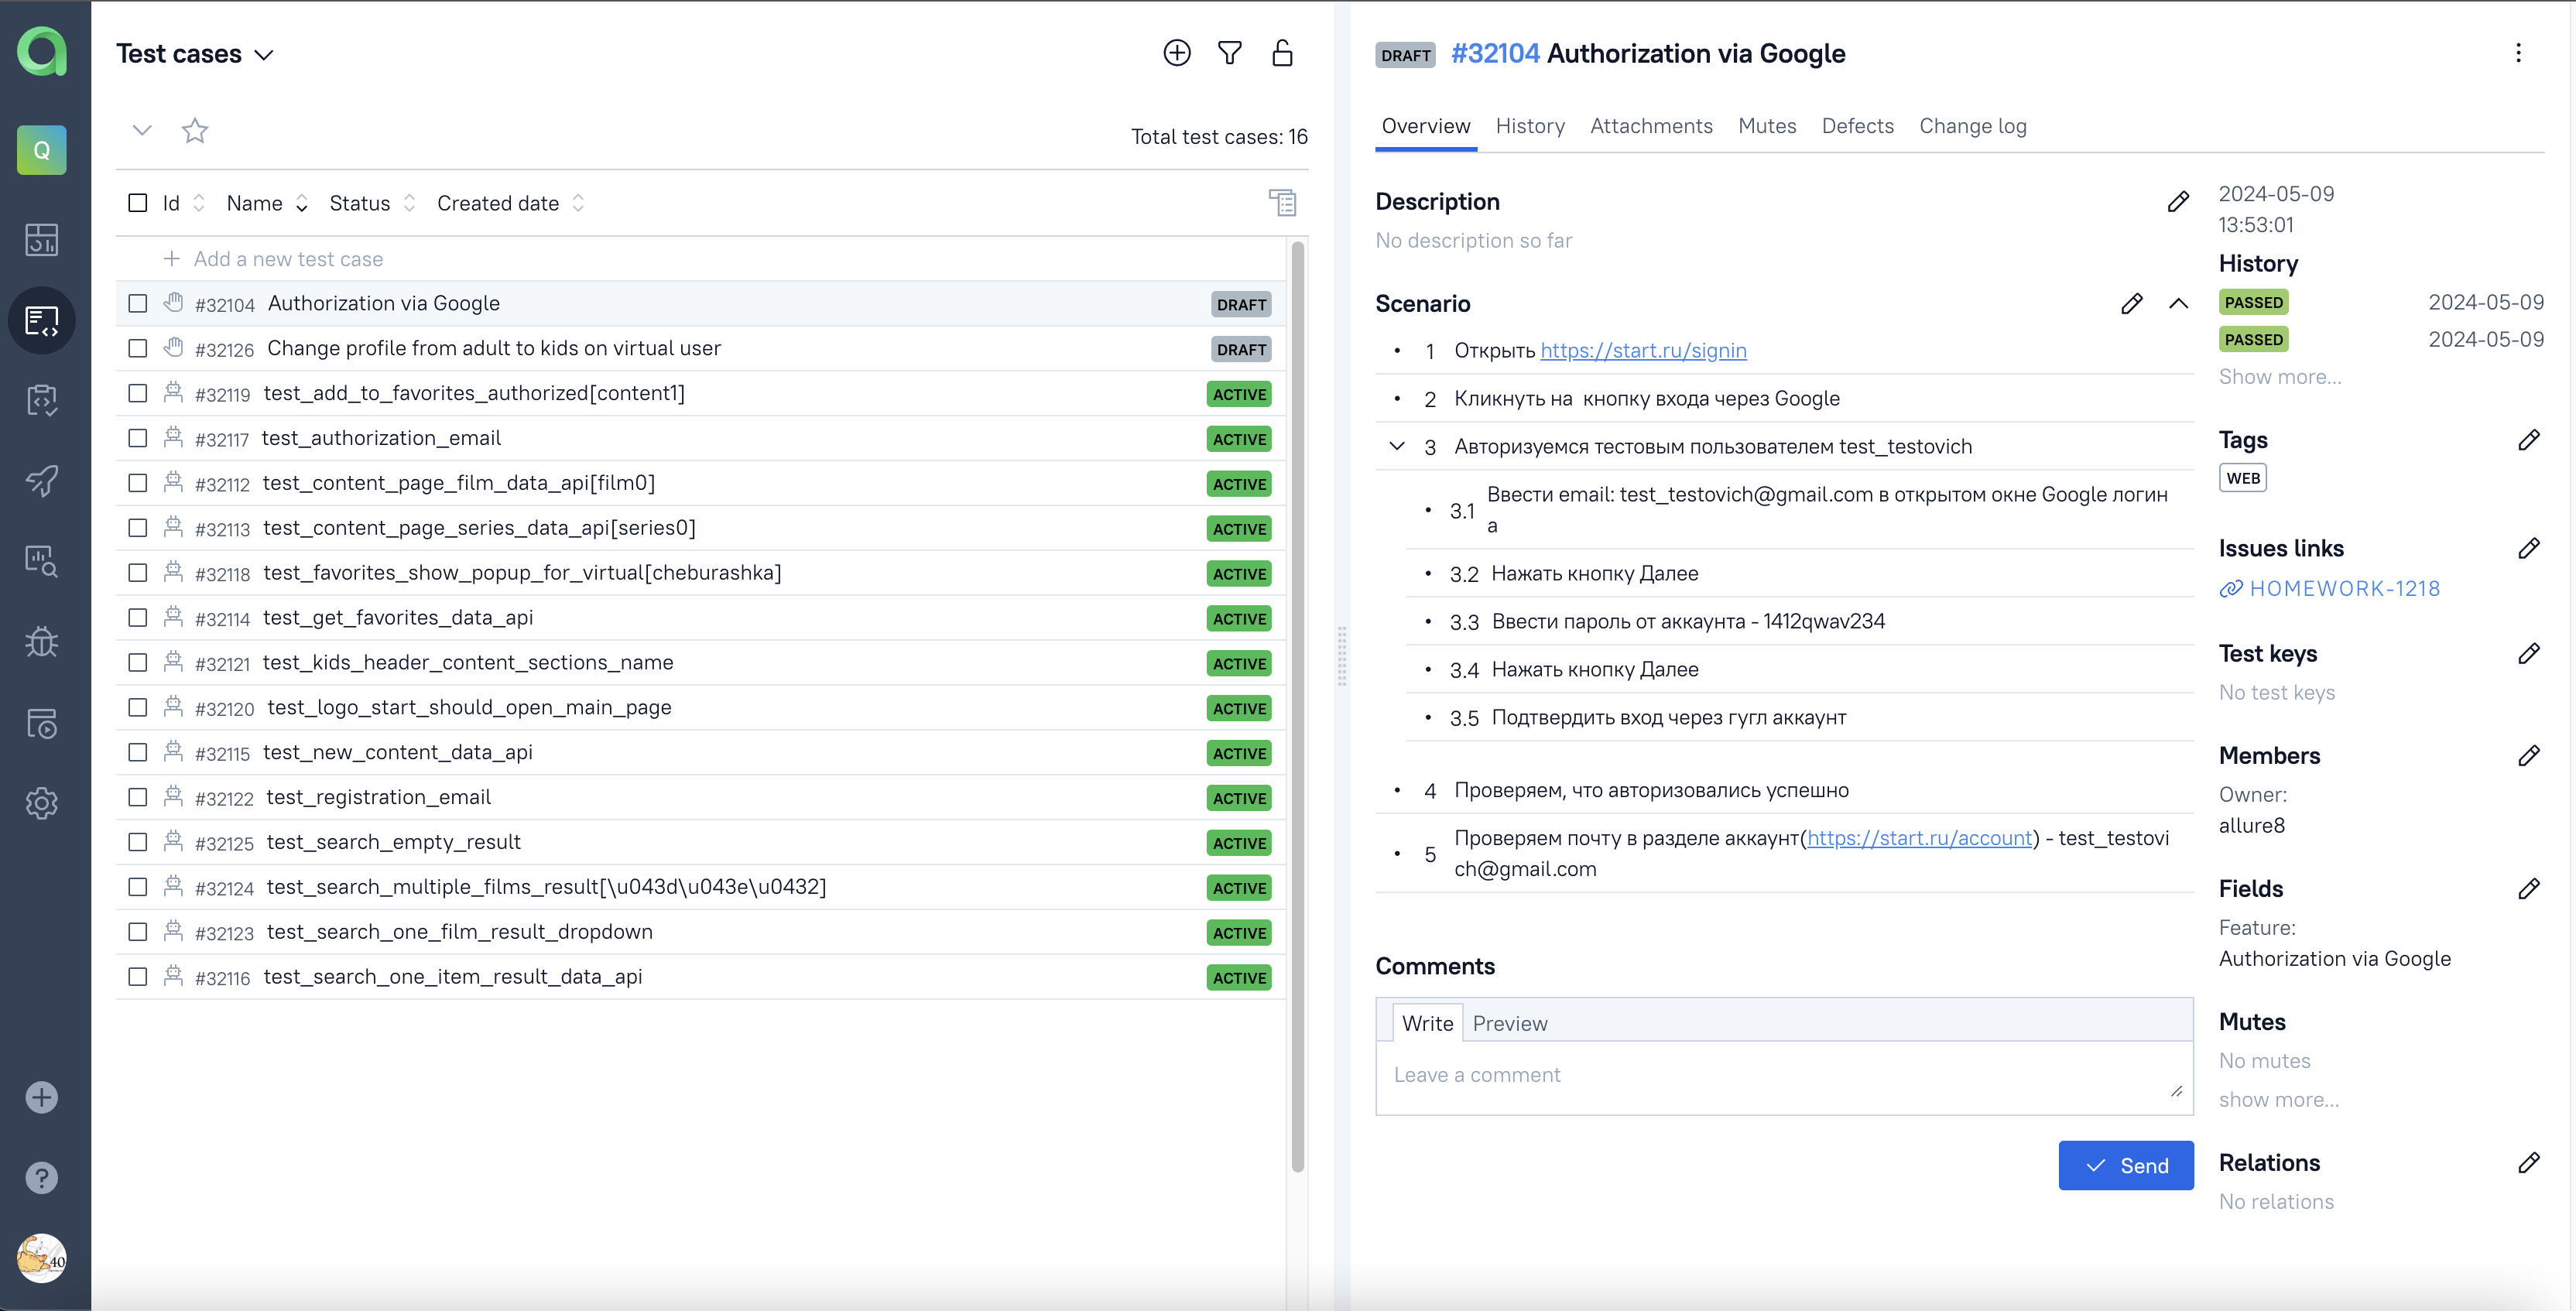 Test cases
Q
Total test cases: 16
Id Name Status Created date
Add a new test case
#32104 Authorization via Google DRAFT
#32126 Change profile from adult to kids on virtual user DRAFT
#32119 test_add_to_favorites_authorized[content1] ACTIVE
#32117 test_authorization_email ACTIVE
#32112 test_content_page_film_data_api[film0] ACTIVE
#32113 test_content_page_series_data_api[series0] ACTIVE
#32118 test_favorites_show_popup_for_virtual[cheburashka] ACTIVE
#32114 test_get_favorites_data_api ACTIVE
#32121 test_kids_header_content_sections_name ACTIVE
#32120 test_logo_start_should_open_main_page ACTIVE
#32115 test_new_content_data_api ACTIVE
#32122 test_registration_email ACTIVE
#32125 test_search_empty_result ACTIVE
#32124 test_search_multiple_films_result[\u043d\u043e\u0432] ACTIVE
#32123 test_search_one_film_result_dropdown ACTIVE
#32116 test_search_one_item_result_data_api ACTIVE
40
DRAFT #32104 Authorization via Google
Overview History Attachments Mutes Defects Change log
Description
No description so far
Scenario
• 1 Открыть https://start.ru/signin
• 2 Кликнуть на  кнопку входа через Google
3 Авторизуемся тестовым пользователем test_testovich
• 3.1 Ввести email: test_testovich@gmail.com в открытом окне Google логин
а
• 3.2 Нажать кнопку Далее
• 3.3 Ввести пароль от аккаунта - 1412qwav234
• 3.4 Нажать кнопку Далее
• 3.5 Подтвердить вход через гугл аккаунт
• 4 Проверяем, что авторизовались успешно
• 5 Проверяем почту в разделе аккаунт(https://start.ru/account) - test_testovi
ch@gmail.com
Comments
Write Preview
Leave a comment
Send
2024-05-09
13:53:01
History
PASSED 2024-05-09
PASSED 2024-05-09
Show more...
Tags
WEB
Issues links
HOMEWORK-1218
Test keys
No test keys
Members
Owner:
allure8
Fields
Feature:
Authorization via Google
Mutes
No mutes
show more...
Relations
No relations